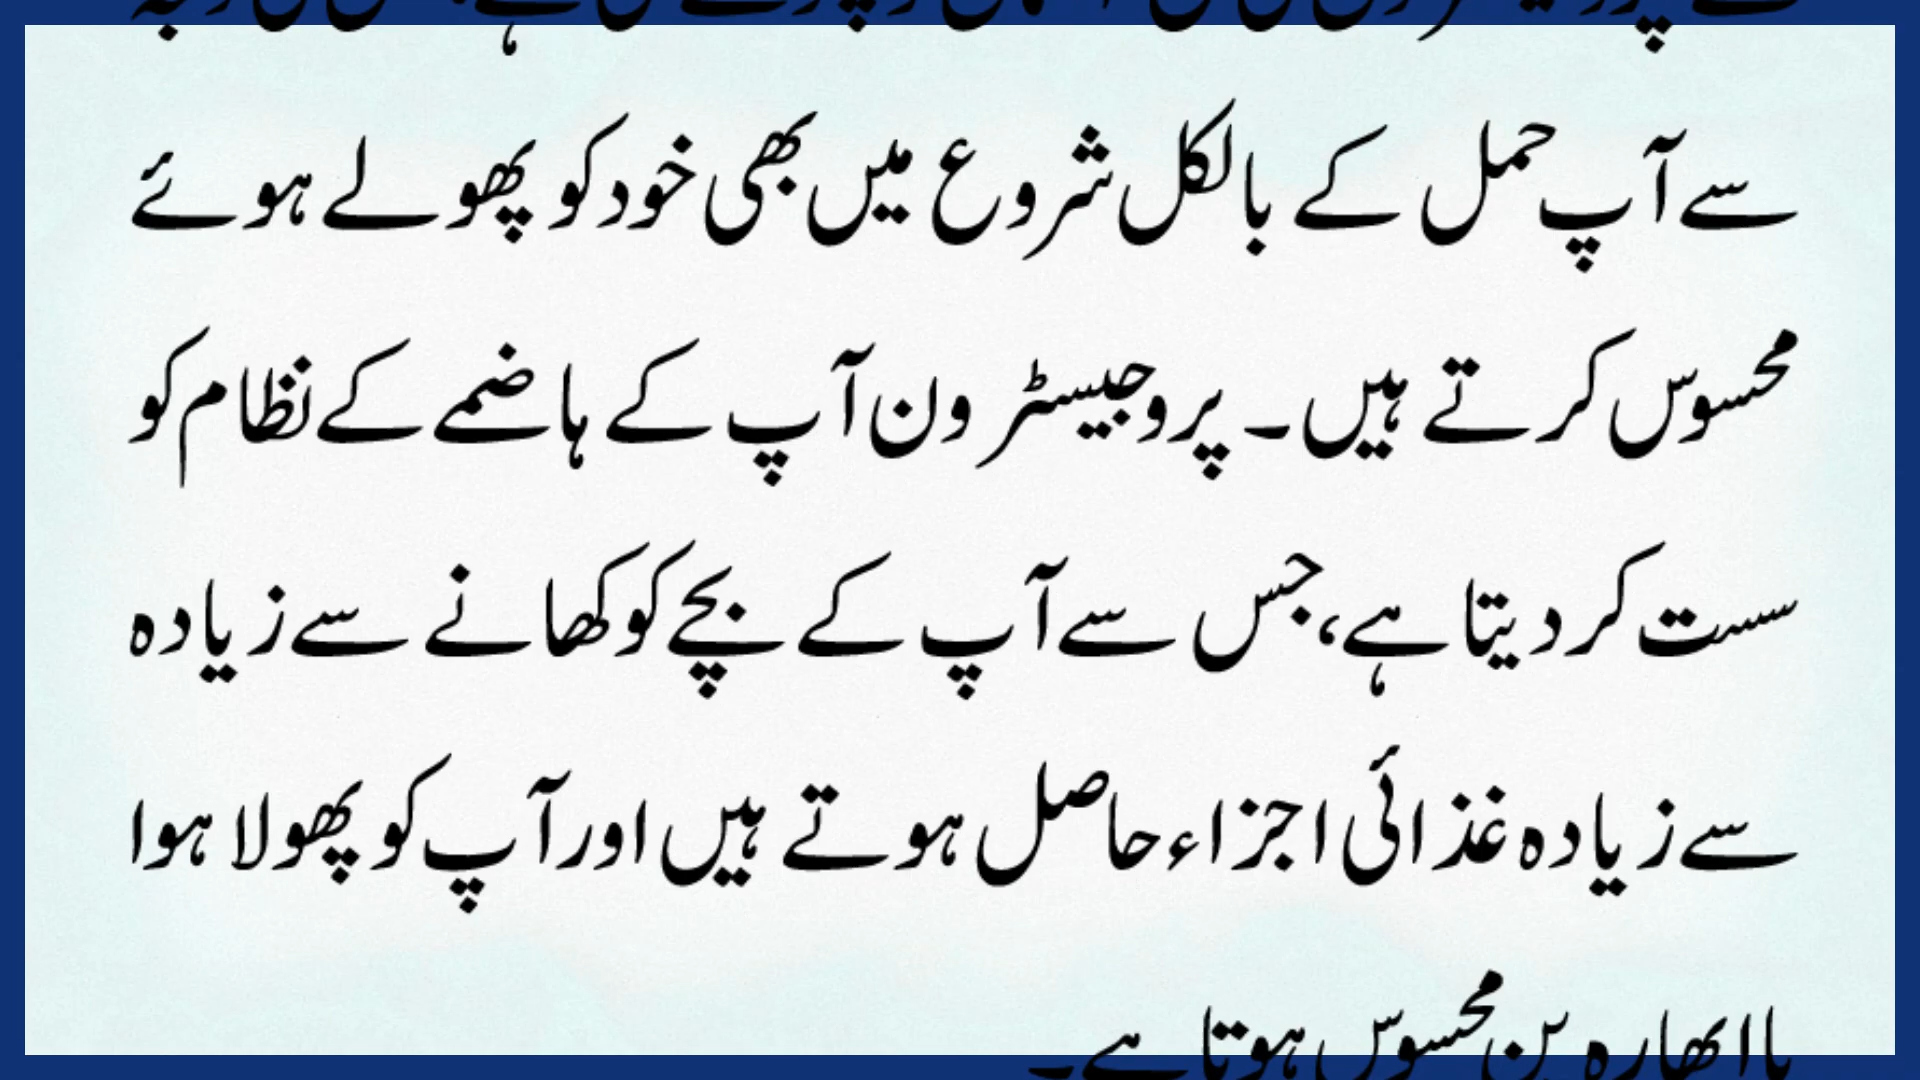 سے آپ حمل کے بالکل شروع میں بھی خود کو پھولے ہوئے
محسوس کرتے ہیں۔ پروجیسٹرون آپ کے ہاضمے کے نظام کو
سست کر دیتا ہے، جس سے آپ کے بچے کو کھانے سے زیادہ
سے زیادہ غذائی اجزاء حاصل ہوتے ہیں اور آپ کو پھولا ہوا
یا ابھارہ پن محسوس ہوتا ہے۔